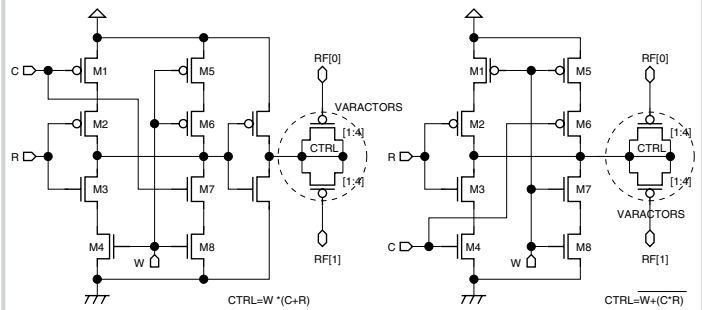 RF[0]
C
M1
M5
VARACTORS
M2
M6
[1:4]
CTRL
R
M3
M7
[1:4]
M4
M8
W
RF[1]
CTRL=W *(C+R)
RF[0]
M1
M5
M2
M6
[1:4]
CTRL
R
M3
M7
[1:4]
VARACTORS
C
M4
M8
W
RF[1]
CTRL=W+(C*R)